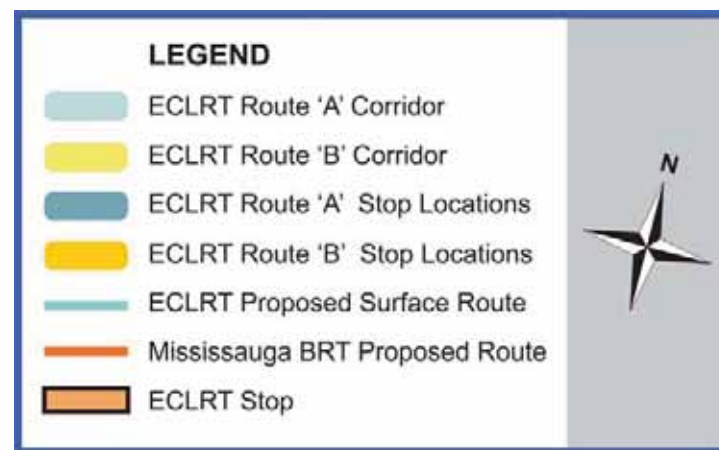 LEGEND
ECLRT Route ‘A’ Corridor
ECLRT Route ‘B’ Corridor
ECLRT Route ‘A’ Stop Locations
ECLRT Route ‘B’ Stop Locations
ECLRT Proposed Surface Route
Mississauga BRT Proposed Route
ECLRT Stop
N